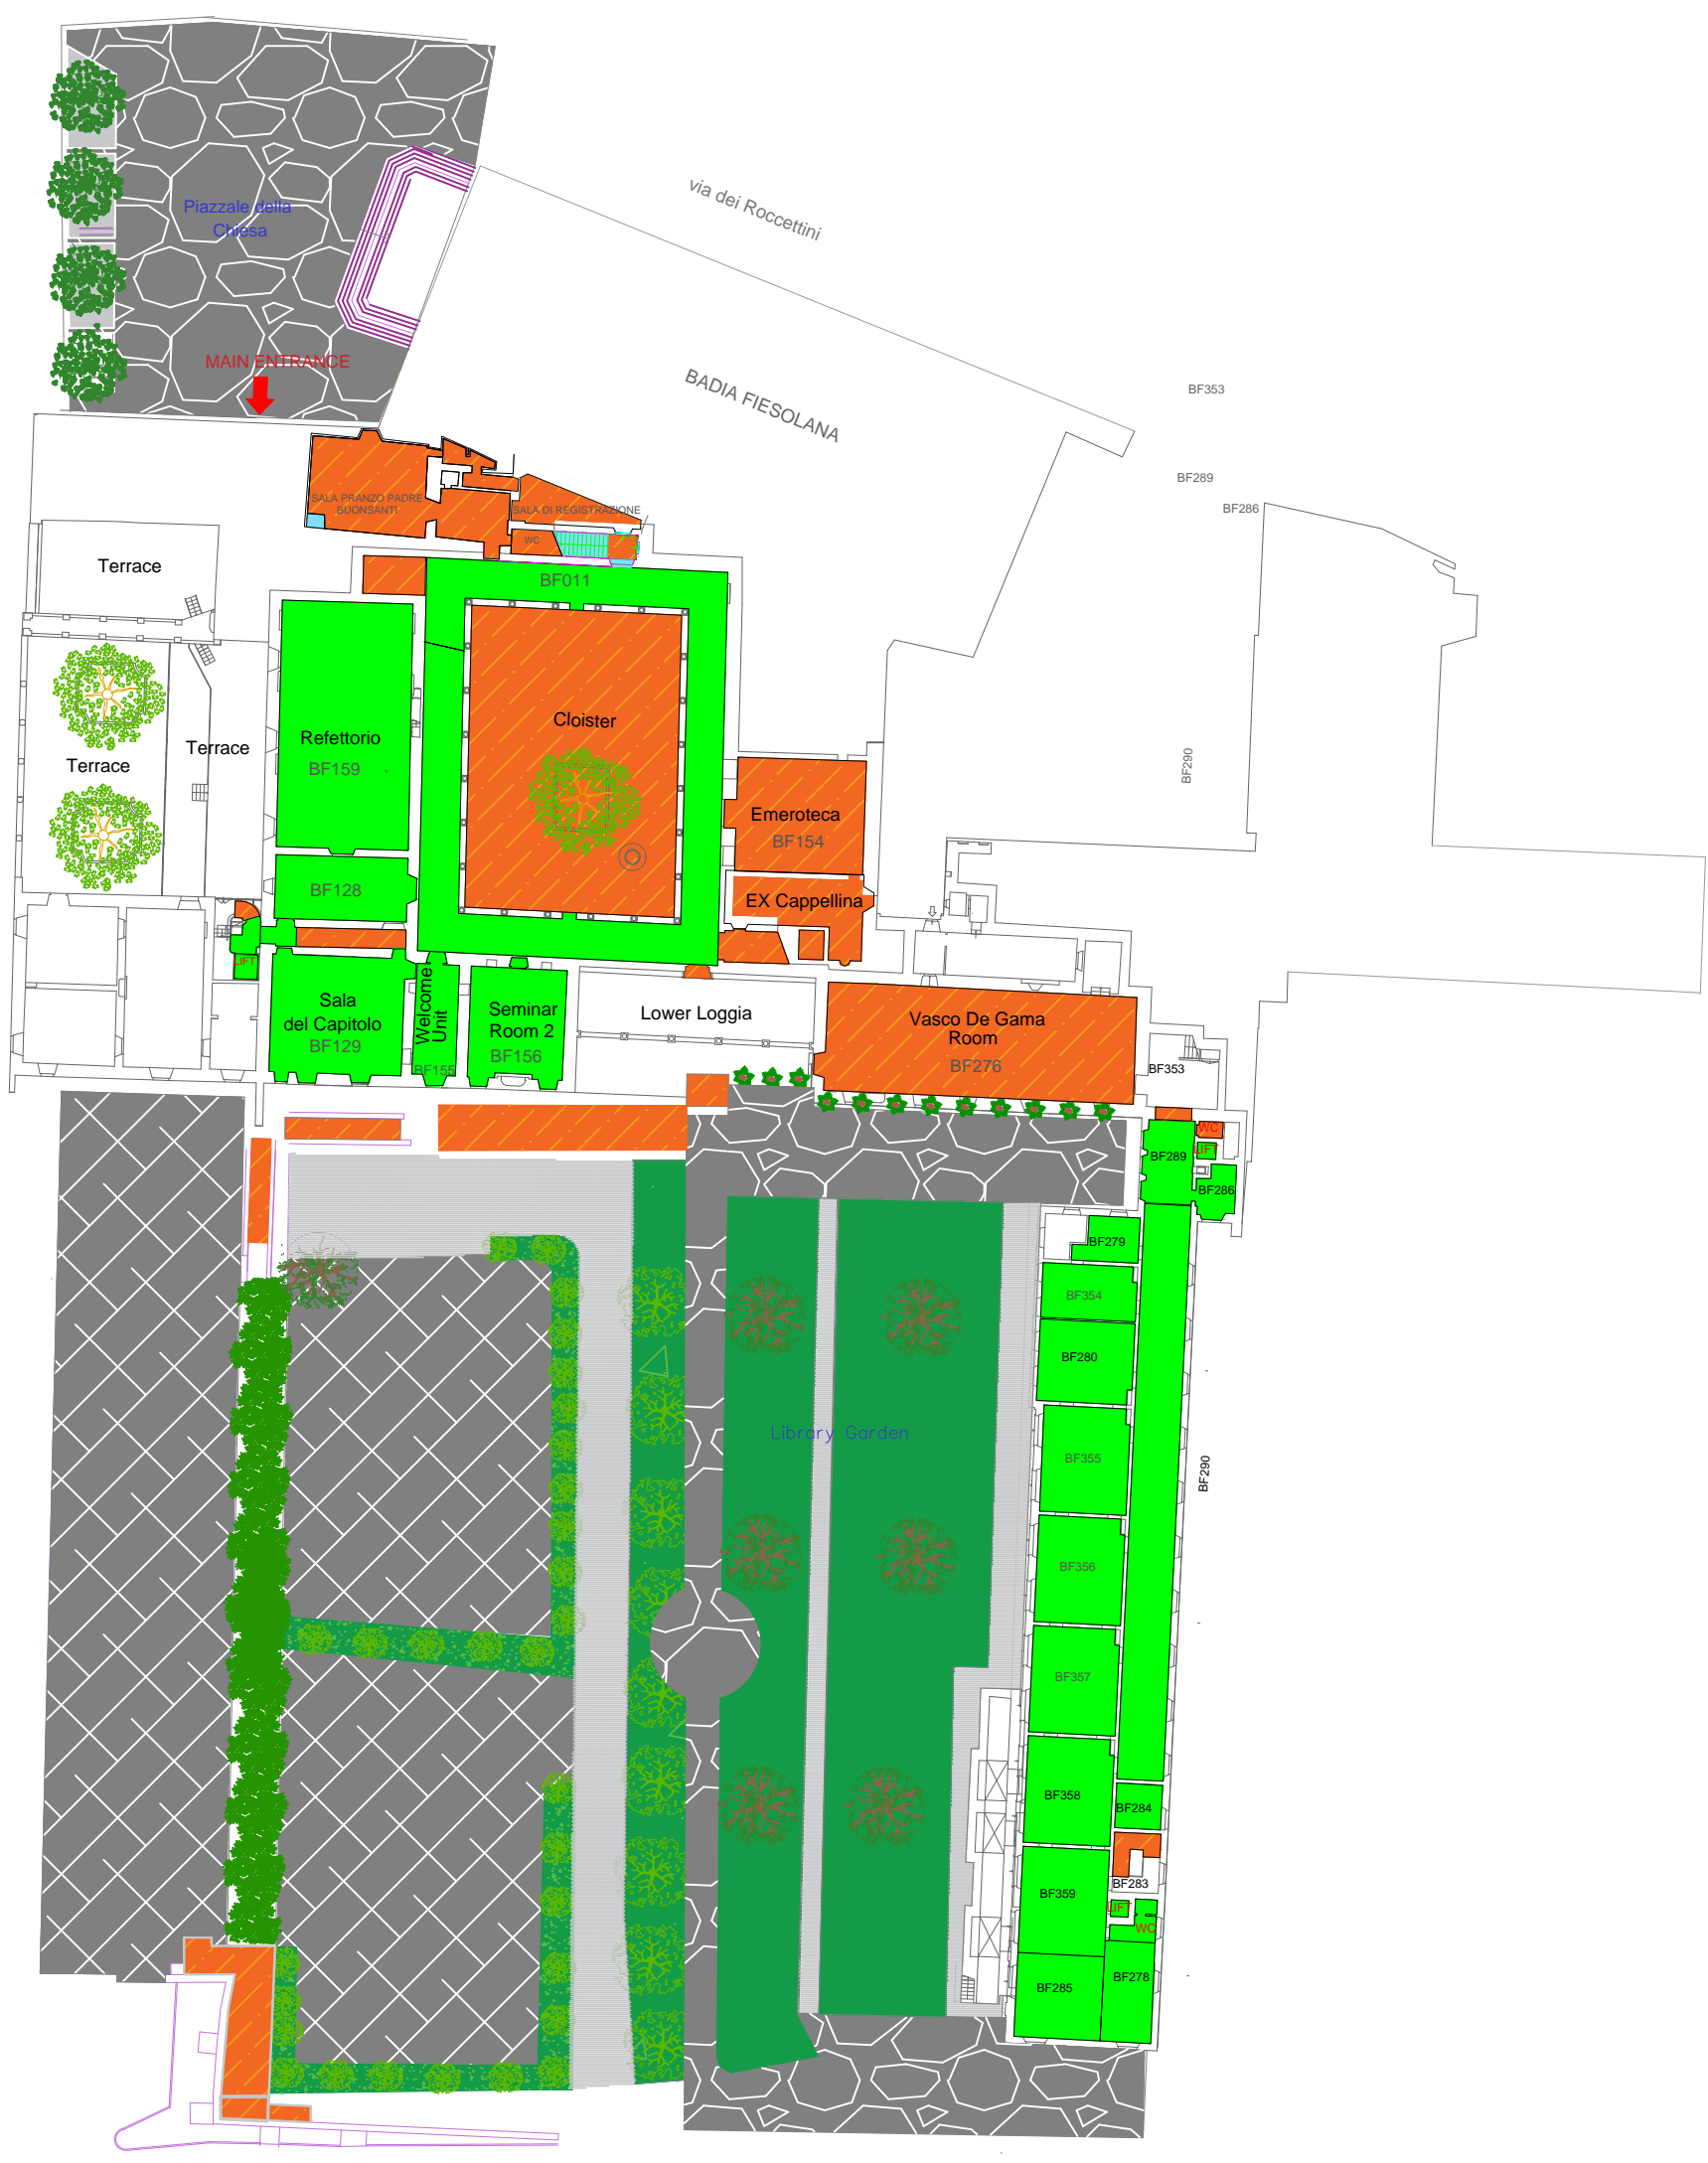 Piazzale della
Chiesa
via dei Roccettini
MAIN ENTRANCE
BADIA FIESOLANA
BF353
BF289
BF286
SALA PRANZO PADRE
BUONSANTI
SALA DI REGISTRAZIONE
WC
Terrace
BF011
Cloister
Refettorio
BF159
Terrace
Terrace
BF290
Emeroteca
BF154
BF128
EX Cappellina
LIFT
Sala
del Capitolo
BF129
Welcome
Unit
BF155
Seminar
Room 2
BF156
Lower Loggia
Vasco De Gama
Room
BF276
BF353
WC
LIFT
BF289
BF286
BF279
BF354
BF280
Library Garden
BF355
BF290
BF356
BF357
BF358
BF284
BF283
BF359
LIFT
WC
BF278
BF285